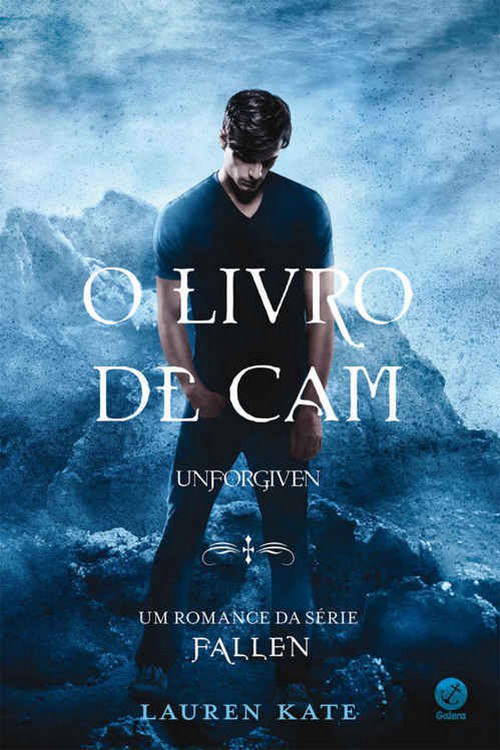 O LIVRO
DE CAM
UNFORGIVEN
UM ROMANCE DA SÉRIE
FALLEN
LAUREN KATE
Galera